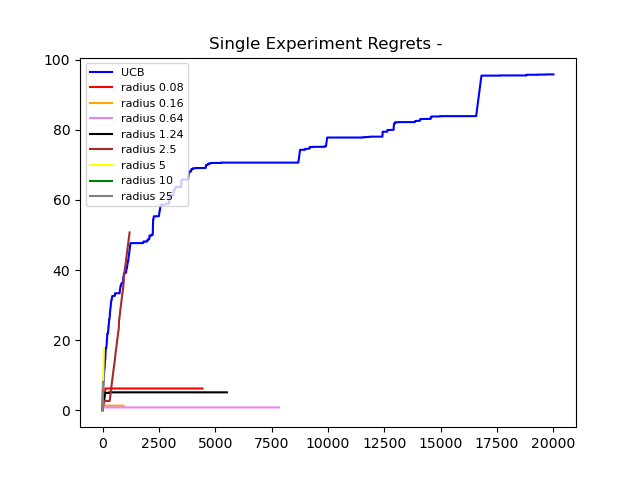 Single Experiment Regrets -
100
80
60
40
20
0
UCB
radius 0.08
radius 0.16
radius 0.64
radius 1.24
radius 2.5
radius 5
radius 10
radius 25
0 2500 5000 7500 10000 12500 15000 17500 20000